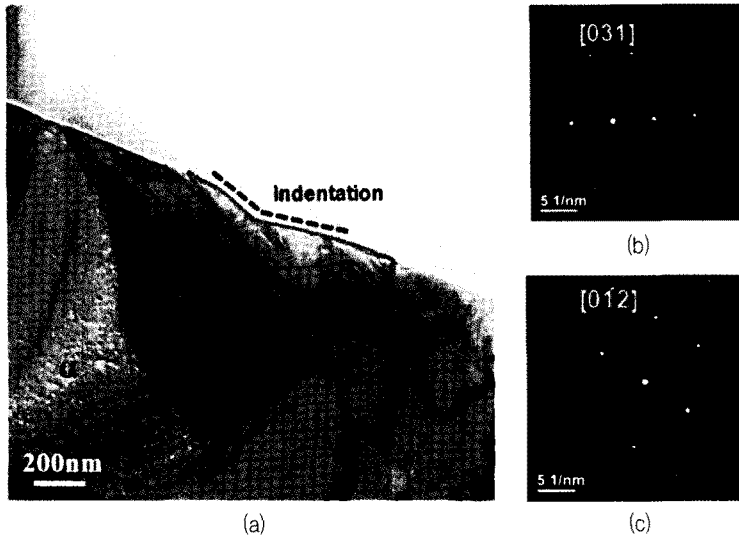 Indentation
α
200nm
(a)
[031]
5 1/nm
(b)
[012]
5 1/nm
(c)